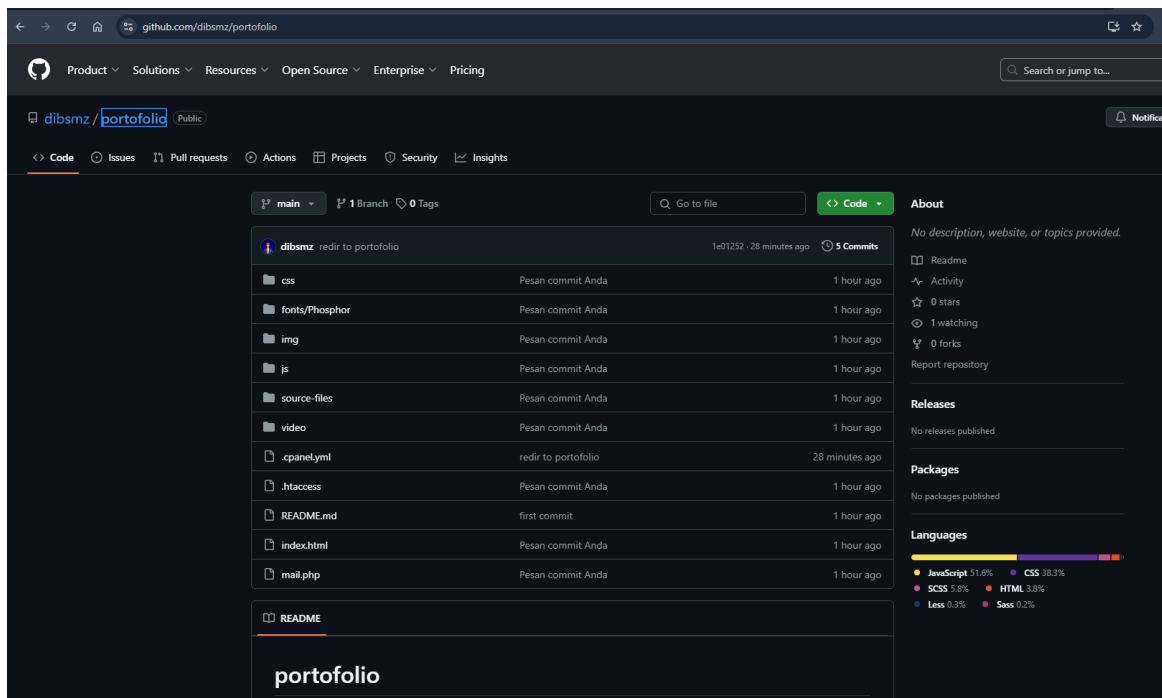 github.com/dibsmz/portofolio
Product Solutions Resources Open Source Enterprise Pricing
Search or jump to...
dibsmz / portofolio Public
Notifica
Code Issues Pull requests Actions Projects Security Insights
main 1 Branch 0 Tags Go to file Code
dibsmz redir to portofolio 1e01252 · 28 minutes ago 5 Commits
css Pesan commit Anda 1 hour ago
fonts/Phosphor Pesan commit Anda 1 hour ago
img Pesan commit Anda 1 hour ago
js Pesan commit Anda 1 hour ago
source-files Pesan commit Anda 1 hour ago
video Pesan commit Anda 1 hour ago
.cpanel.yml redir to portofolio 28 minutes ago
.htaccess Pesan commit Anda 1 hour ago
README.md first commit 1 hour ago
index.html Pesan commit Anda 1 hour ago
mail.php Pesan commit Anda 1 hour ago
README
portofolio
About
No description, website, or topics provided.
Readme
Activity
0 stars
1 watching
0 forks
Report repository
Releases
No releases published
Packages
No packages published
Languages
JavaScript 51.6% CSS 38.3%
SCSS 5.8% HTML 3.8%
Less 0.3% Sass 0.2%